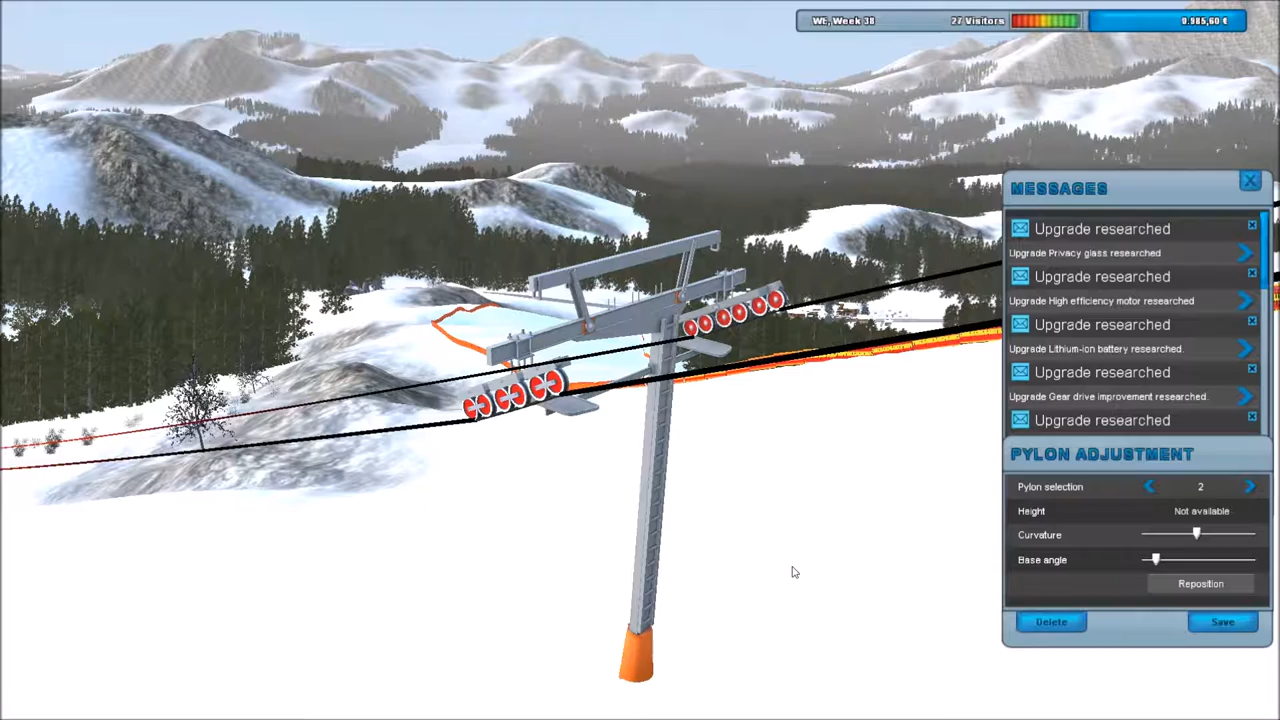 WE, Week 38 27 Visitors 9.985,60 €
MESSAGES
Upgrade researched
Upgrade Privacy glass researched
Upgrade researched
Upgrade High efficiency motor researched
Upgrade researched
Upgrade Lithium-ion battery researched.
Upgrade researched
Upgrade Gear drive improvement researched.
Upgrade researched
PYLON ADJUSTMENT
Pylon selection 2
Height Not available
Curvature
Base angle
Reposition
Delete Save